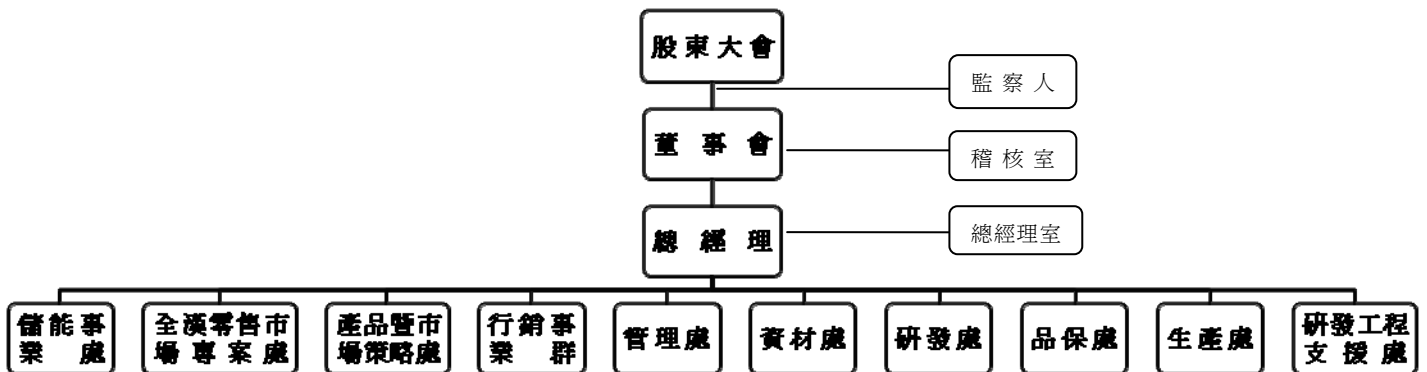 股東大會
監察人
董事會
稽核室
總經理
總經理室
儲能事
業處
全漢零售市
場專案處
產品暨市
場策略處
行銷事
業群
管理處
資材處
研發處
品保處
生產處
研發工程
支援處